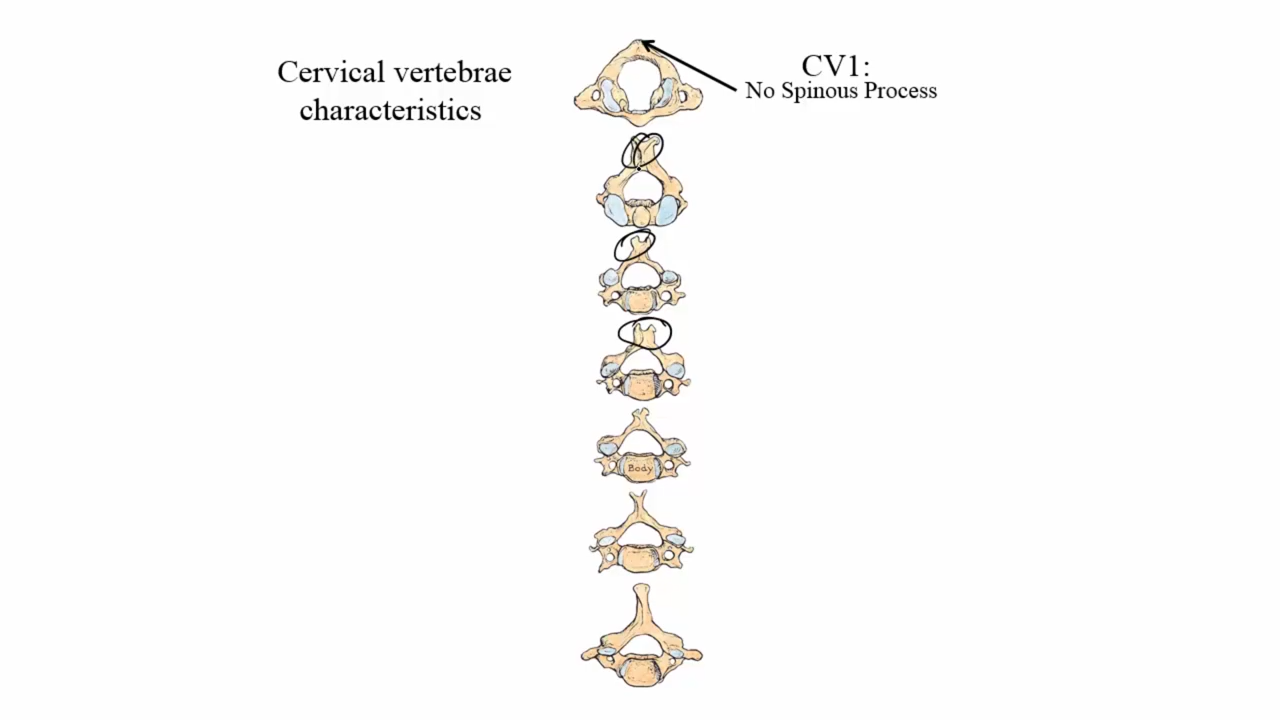 Cervical vertebrae
characteristics
CV1:
No Spinous Process
Body